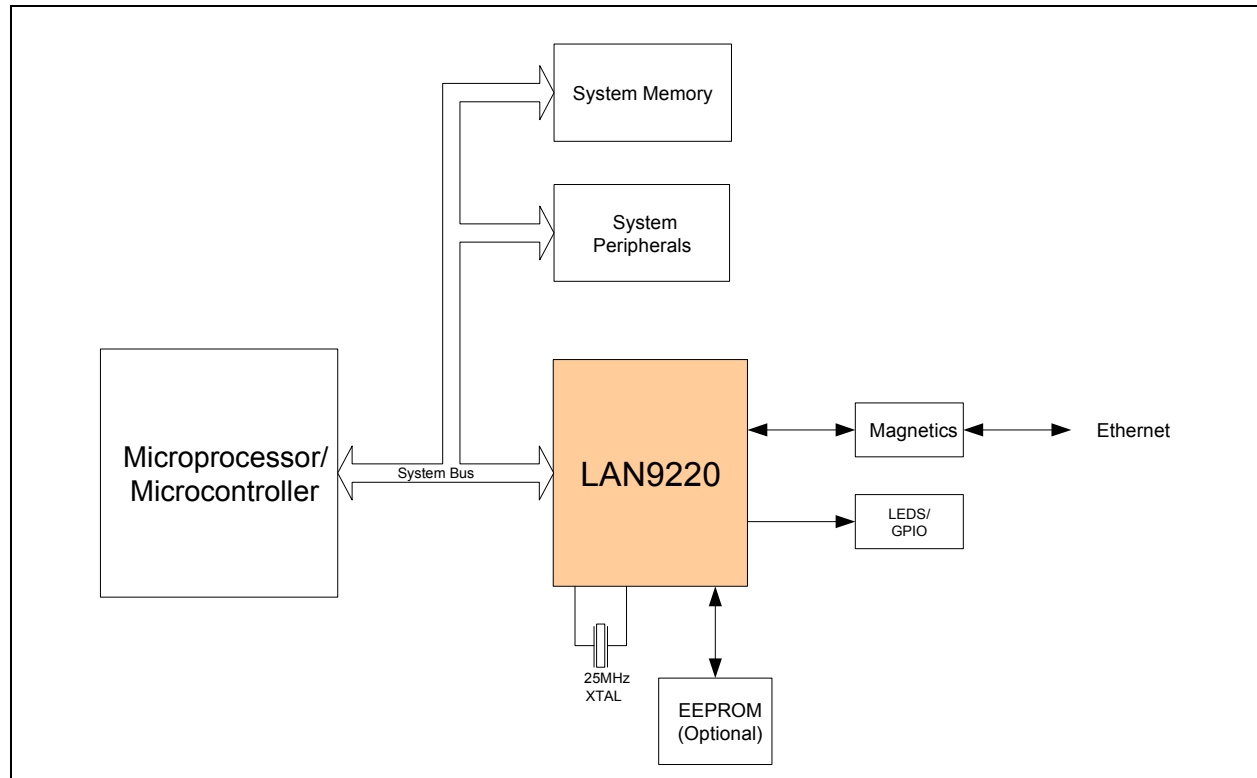 System Memory
System
Peripherals
Microprocessor/
Microcontroller
System Bus
LAN9220
Magnetics
Ethernet
LEDS/
GPIO
25MHz
XTAL
EEPROM
(Optional)